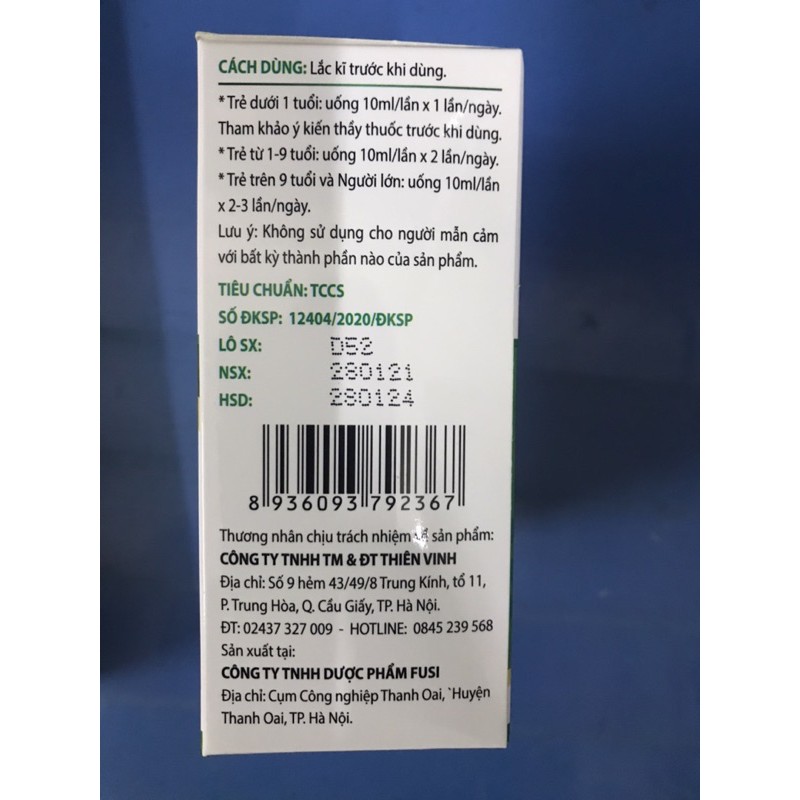 CÁCH DÙNG: Lắc kĩ trước khi dùng.
* Trẻ dưới 1 tuổi: uống 10ml/lần x 1 lần/ngày.
Tham khảo ý kiến thầy thuốc trước khi dùng.
* Trẻ từ 1-9 tuổi: uống 10ml/lần x 2 lần/ngày.
* Trẻ trên 9 tuổi và Người lớn: uống 10ml/lần
x 2-3 lần/ngày.
Lưu ý: Không sử dụng cho người mẫn cảm
với bất kỳ thành phần nào của sản phẩm.
TIÊU CHUẨN: TCCS
SỐ ĐKSP: 12404/2020/ĐKSP
LÔ SX: 052
NSX: 280121
HSD: 280124
8 936093 792367
Thương nhân chịu trách nhiệm về sản phẩm:
CÔNG TY TNHH TM & ĐT THIÊN VINH
Địa chỉ: Số 9 hẻm 43/49/8 Trung Kính, tổ 11,
P. Trung Hòa, Q. Cầu Giấy, TP. Hà Nội.
ĐT: 02437 327 009 - HOTLINE: 0845 239 568
Sản xuất tại:
CÔNG TY TNHH DƯỢC PHẨM FUSI
Địa chỉ: Cụm Công nghiệp Thanh Oai, `Huyện
Thanh Oai, TP. Hà Nội.